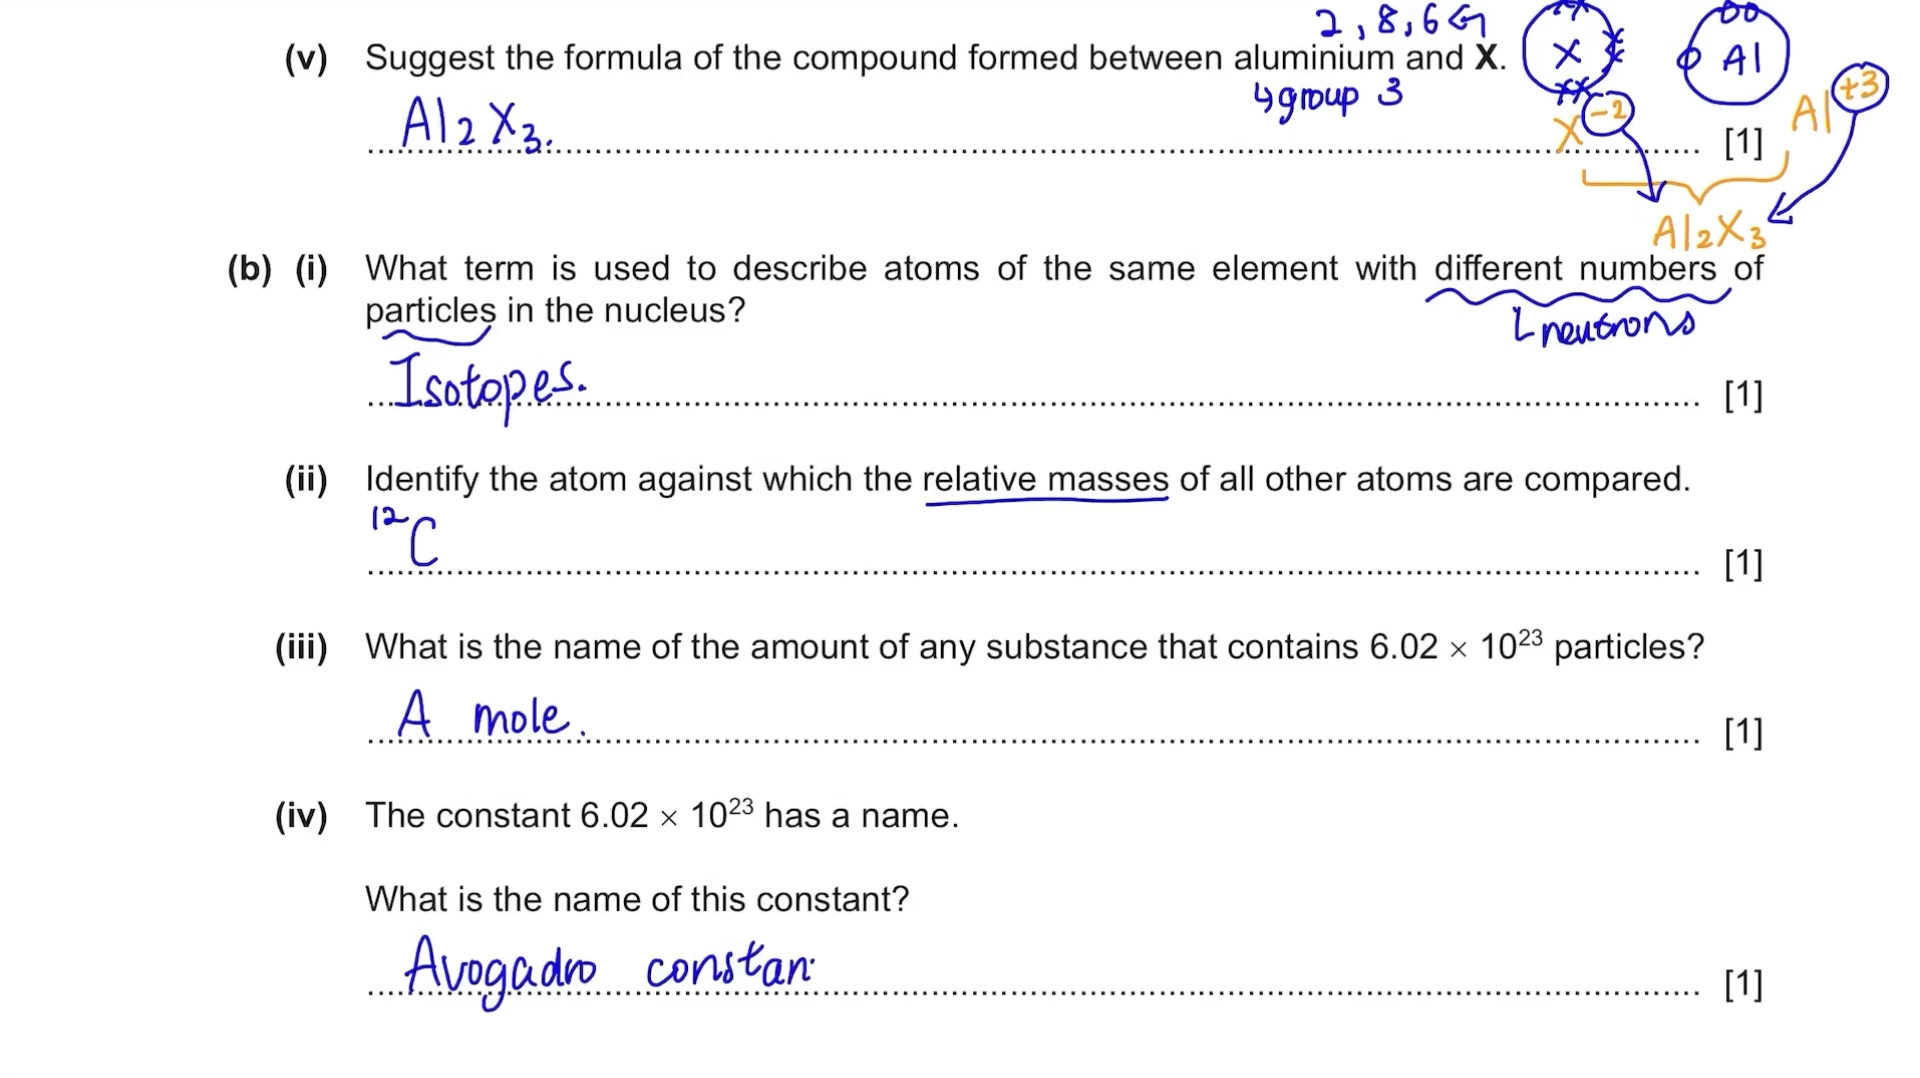 2, 8, 6
(v) Suggest the formula of the compound formed between aluminium and X.
X
Al
↳ group 3
Al₂X₃.
X⁻²
Al⁺³
[1]
Al₂X₃
(b) (i) What term is used to describe atoms of the same element with different numbers of
particles in the nucleus?
neutrons
Isotopes.
[1]
(ii) Identify the atom against which the relative masses of all other atoms are compared.
¹²C
[1]
(iii) What is the name of the amount of any substance that contains 6.02 × 10²³ particles?
A mole.
[1]
(iv) The constant 6.02 × 10²³ has a name.
What is the name of this constant?
Avogadro constan
[1]